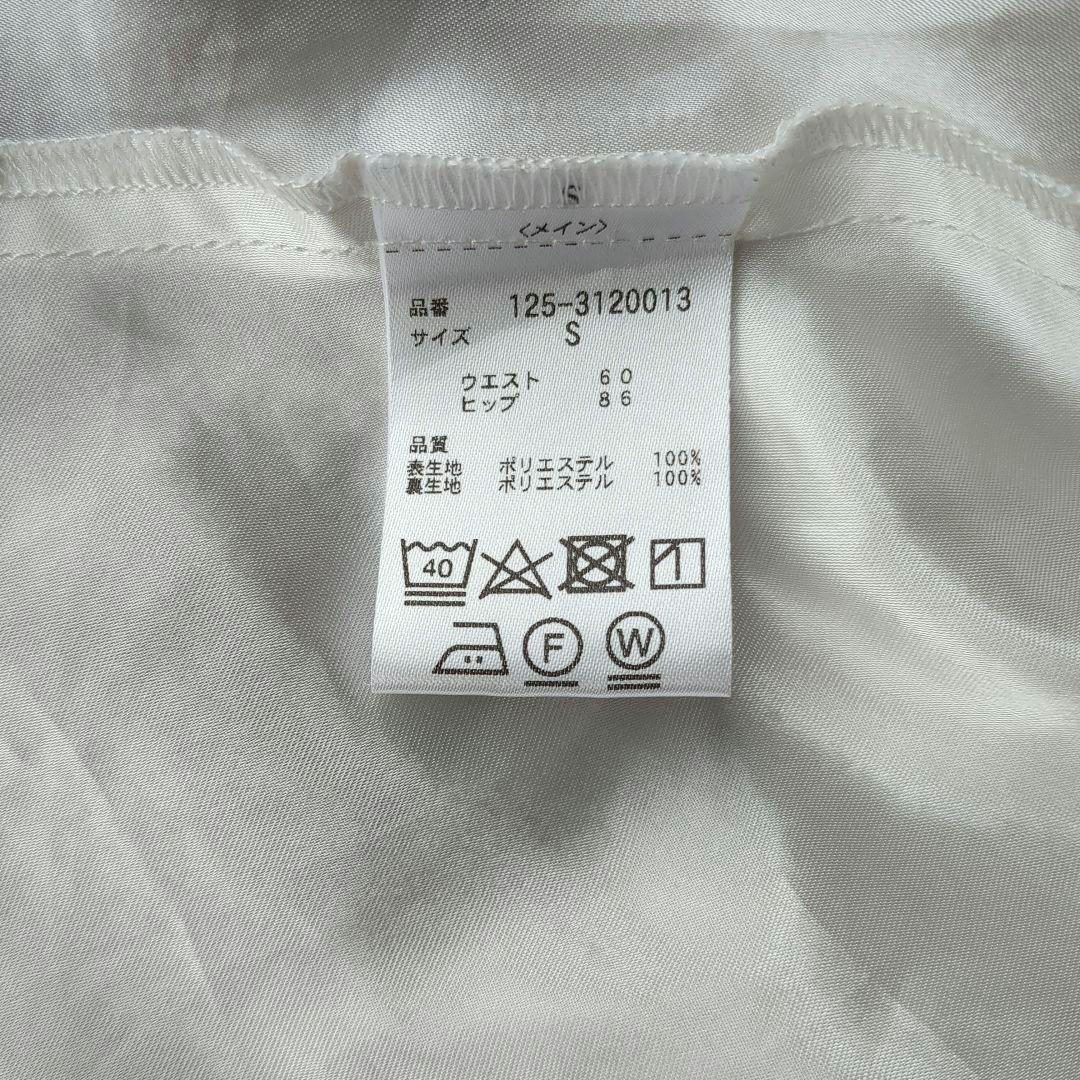 S
〈メイン〉
品番 125-3120013
サイズ S
ウエスト 60
ヒップ 86
品質
表生地 ポリエステル 100%
裏生地 ポリエステル 100%
40
F W